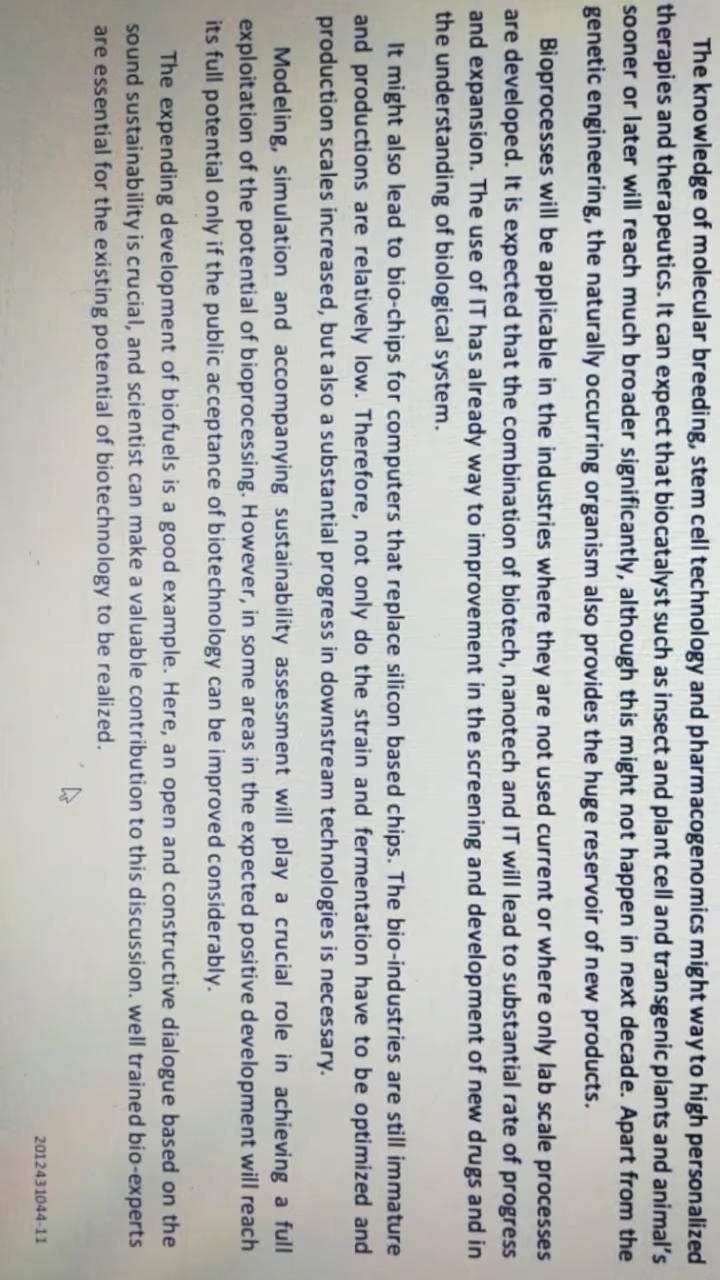 The knowledge of molecular breeding, stem cell technology and pharmacogenomics might way to high personalized
therapies and therapeutics. It can expect that biocatalyst such as insect and plant cell and transgenic plants and animal's
sooner or later will reach much broader significantly, although this might not happen in next decade. Apart from the
genetic engineering, the naturally occurring organism also provides the huge reservoir of new products.
Bioprocesses will be applicable in the industries where they are not used current or where only lab scale processes
are developed. It is expected that the combination of biotech, nanotech and IT will lead to substantial rate of progress
and expansion. The use of IT has already way to improvement in the screening and development of new drugs and in
the understanding of biological system.
It might also lead to bio-chips for computers that replace silicon based chips. The bio-industries are still immature
and productions are relatively low. Therefore, not only do the strain and fermentation have to be optimized and
production scales increased, but also a substantial progress in downstream technologies is necessary.
Modeling, simulation and accompanying sustainability assessment will play a crucial role in achieving a full
exploitation of the potential of bioprocessing. However, in some areas in the expected positive development will reach
its full potential only if the public acceptance of biotechnology can be improved considerably.
The expending development of biofuels is a good example. Here, an open and constructive dialogue based on the
sound sustainability is crucial, and scientist can make a valuable contribution to this discussion. well trained bio-experts
are essential for the existing potential of biotechnology to be realized.
2012431044-11